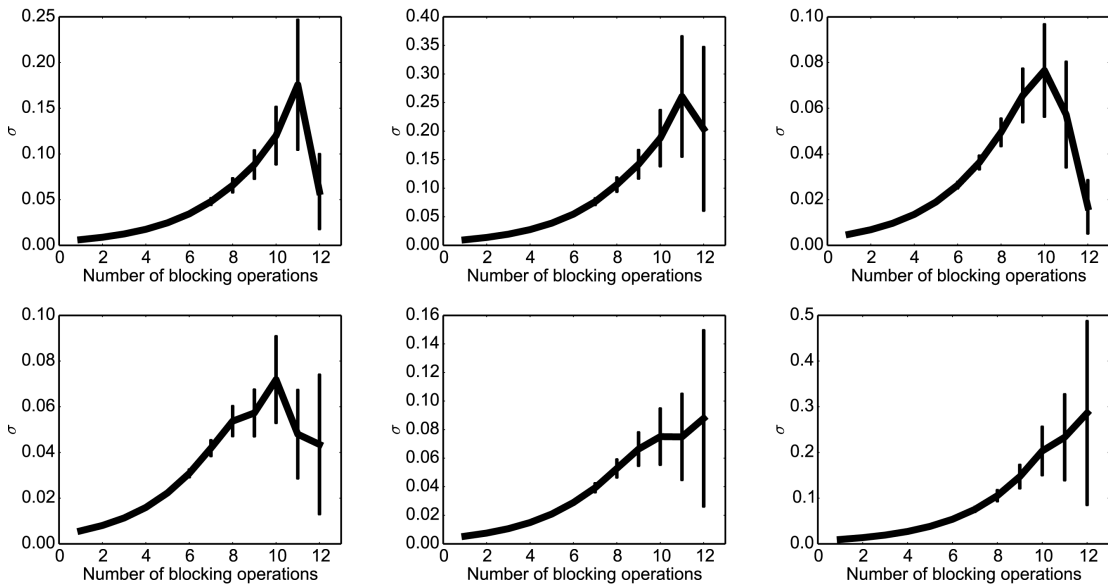 0.25
0.20
0.15
σ
0.10
0.05
0.00
0 2 4 6 8 10 12
Number of blocking operations
0.40
0.35
0.30
0.25
σ
0.20
0.15
0.10
0.05
0.00
0 2 4 6 8 10 12
Number of blocking operations
0.10
0.08
0.06
σ
0.04
0.02
0.00
0 2 4 6 8 10 12
Number of blocking operations
0.10
0.08
0.06
σ
0.04
0.02
0.00
0 2 4 6 8 10 12
Number of blocking operations
0.16
0.14
0.12
0.10
σ
0.08
0.06
0.04
0.02
0.00
0 2 4 6 8 10 12
Number of blocking operations
0.5
0.4
0.3
σ
0.2
0.1
0.0
0 2 4 6 8 10 12
Number of blocking operations